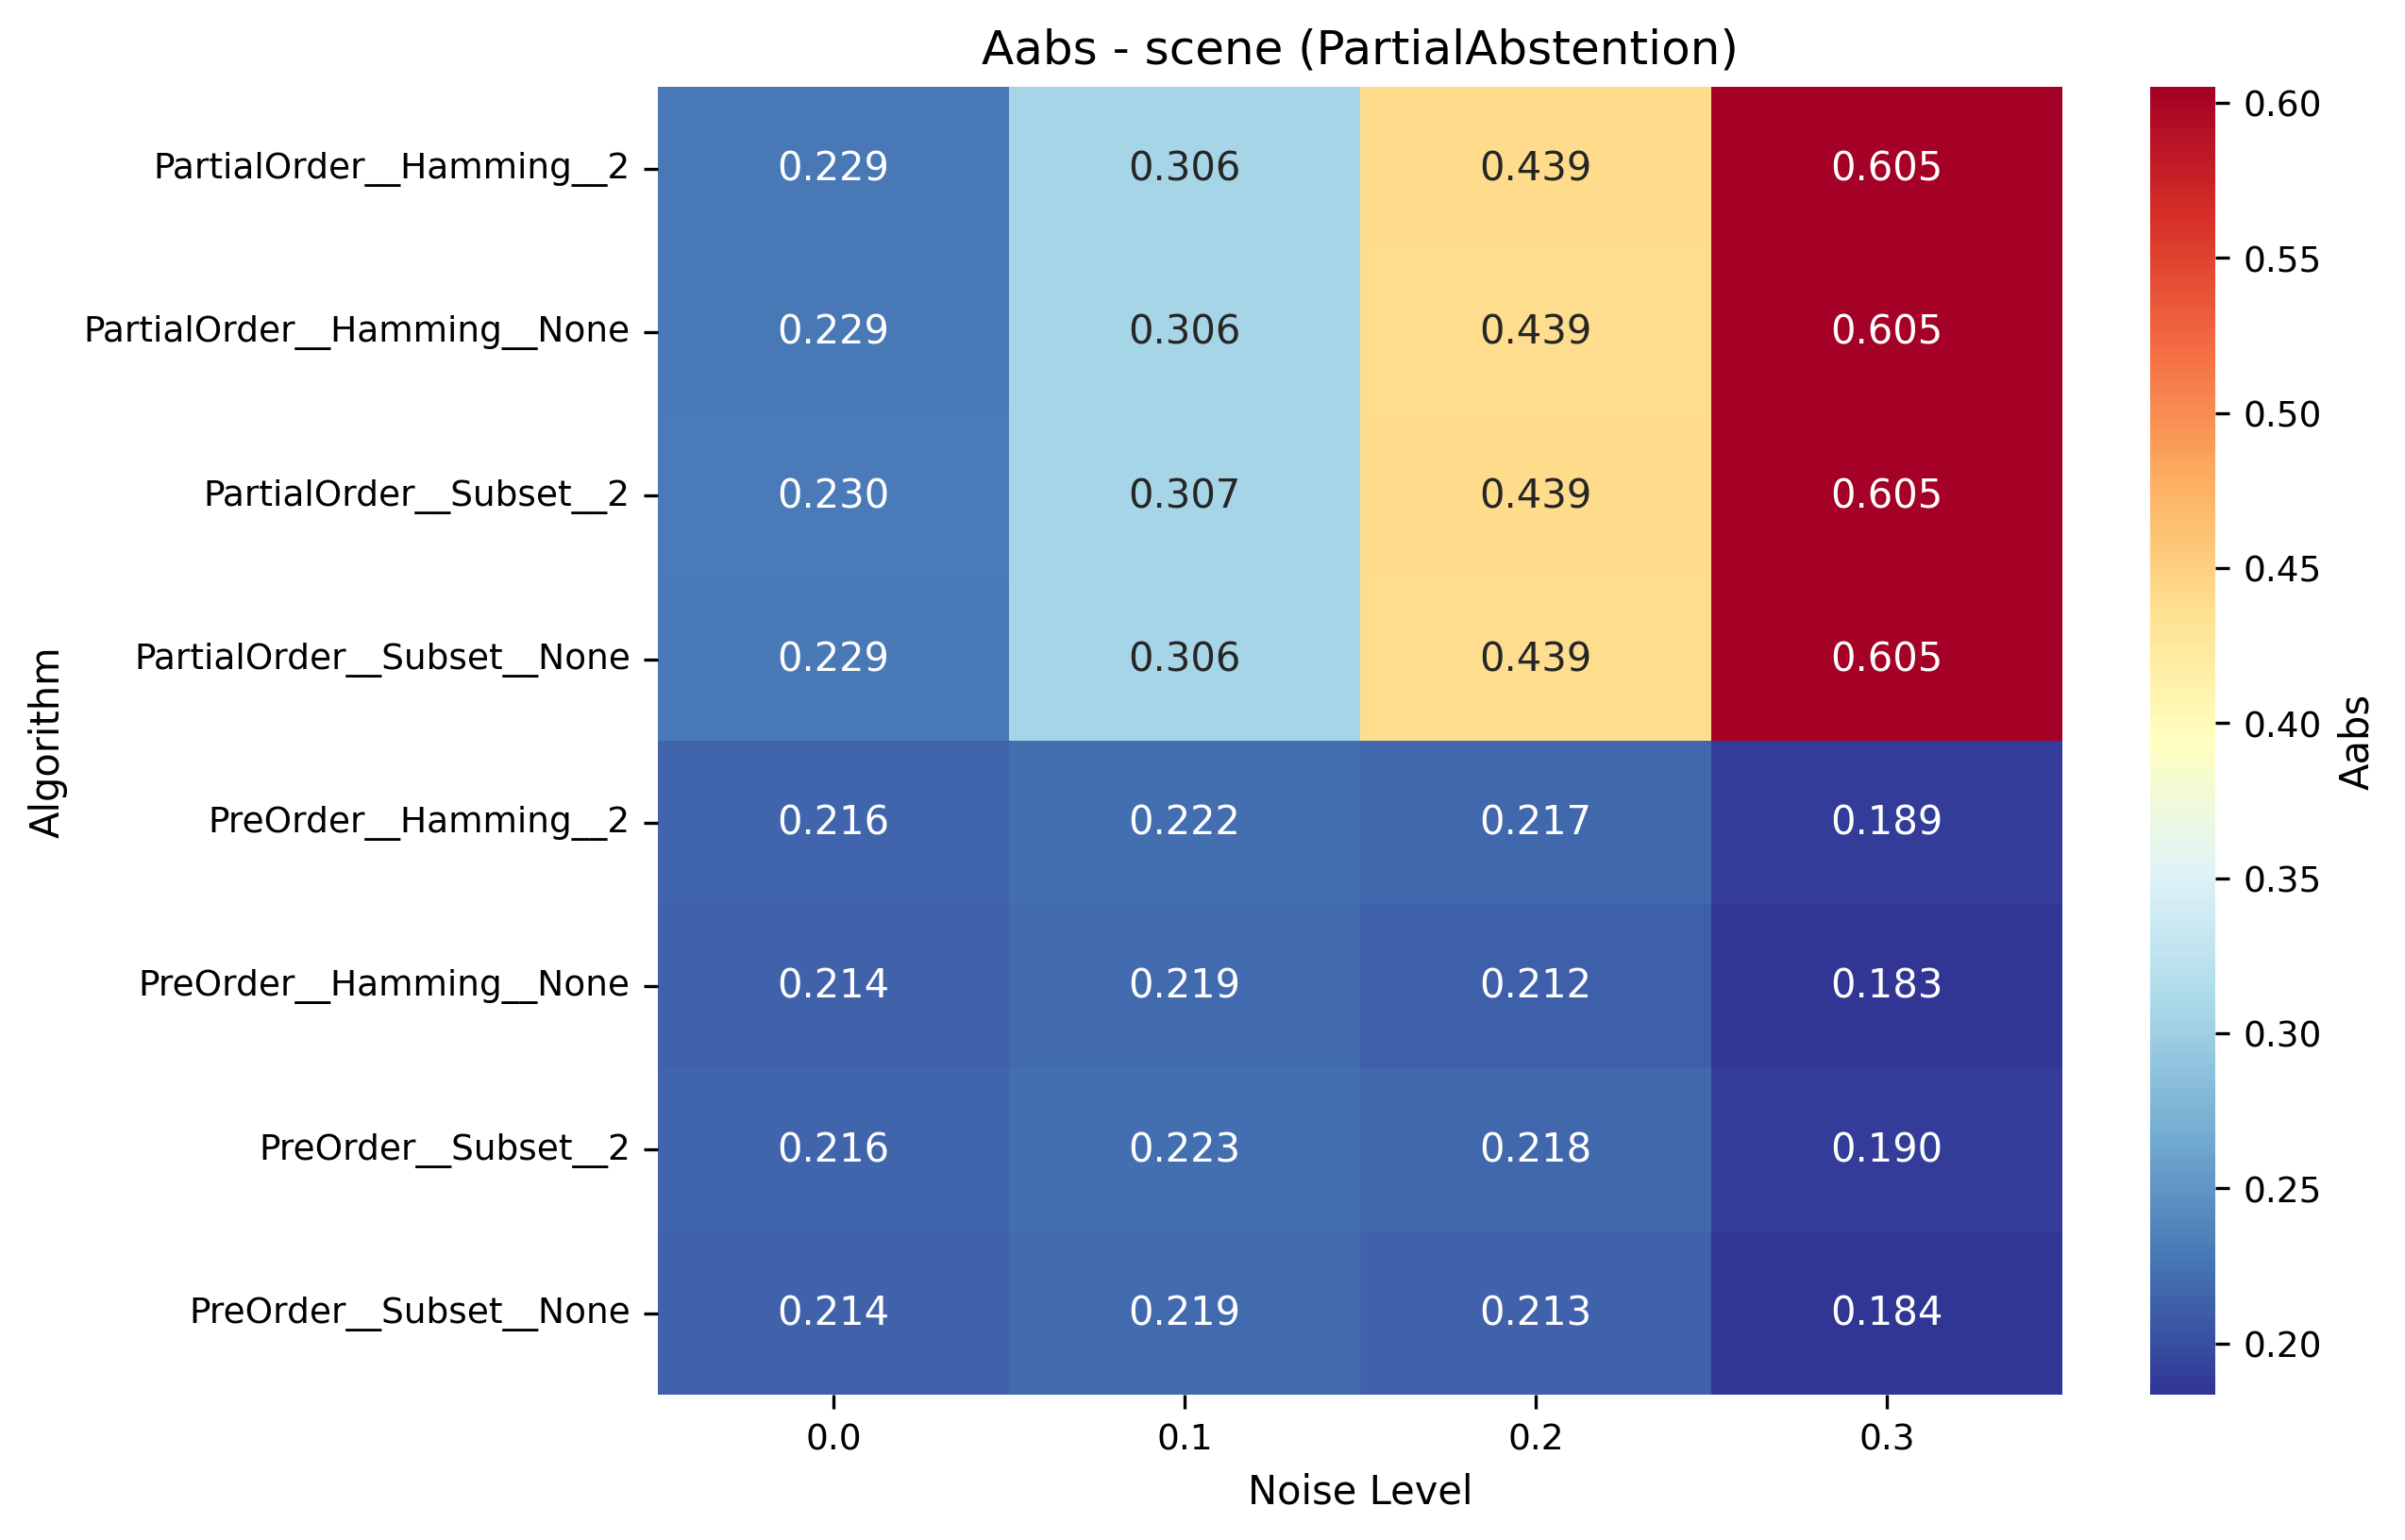 Aabs - scene (PartialAbstention)
Algorithm
PartialOrder__Hamming__2 0.229 0.306 0.439 0.605
PartialOrder__Hamming__None 0.229 0.306 0.439 0.605
PartialOrder__Subset__2 0.230 0.307 0.439 0.605
PartialOrder__Subset__None 0.229 0.306 0.439 0.605
PreOrder__Hamming__2 0.216 0.222 0.217 0.189
PreOrder__Hamming__None 0.214 0.219 0.212 0.183
PreOrder__Subset__2 0.216 0.223 0.218 0.190
PreOrder__Subset__None 0.214 0.219 0.213 0.184
0.0 0.1 0.2 0.3
Noise Level
0.60
0.55
0.50
0.45
0.40
0.35
0.30
0.25
0.20
Aabs